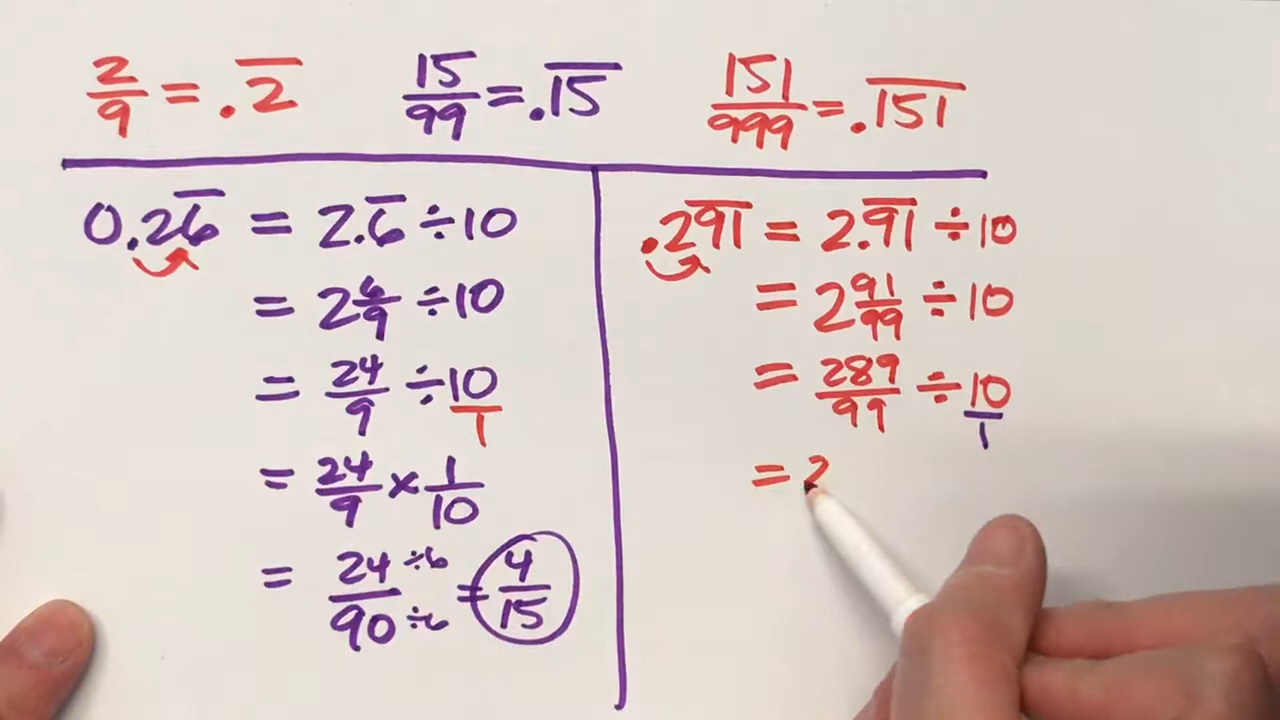 2/9 = .2̅
15/99 = .1̅5̅
151/999 = .1̅5̅1̅
0.26̅ = 2.6̅ ÷ 10
= 2 6/9 ÷ 10
= 24/9 ÷ 10/1
= 24/9 × 1/10
= 24/90 ÷6 ÷6 = 4/15
.29̅1̅ = 2.9̅1̅ ÷ 10
= 2 91/99 ÷ 10
= 289/99 ÷ 10/1
= 2